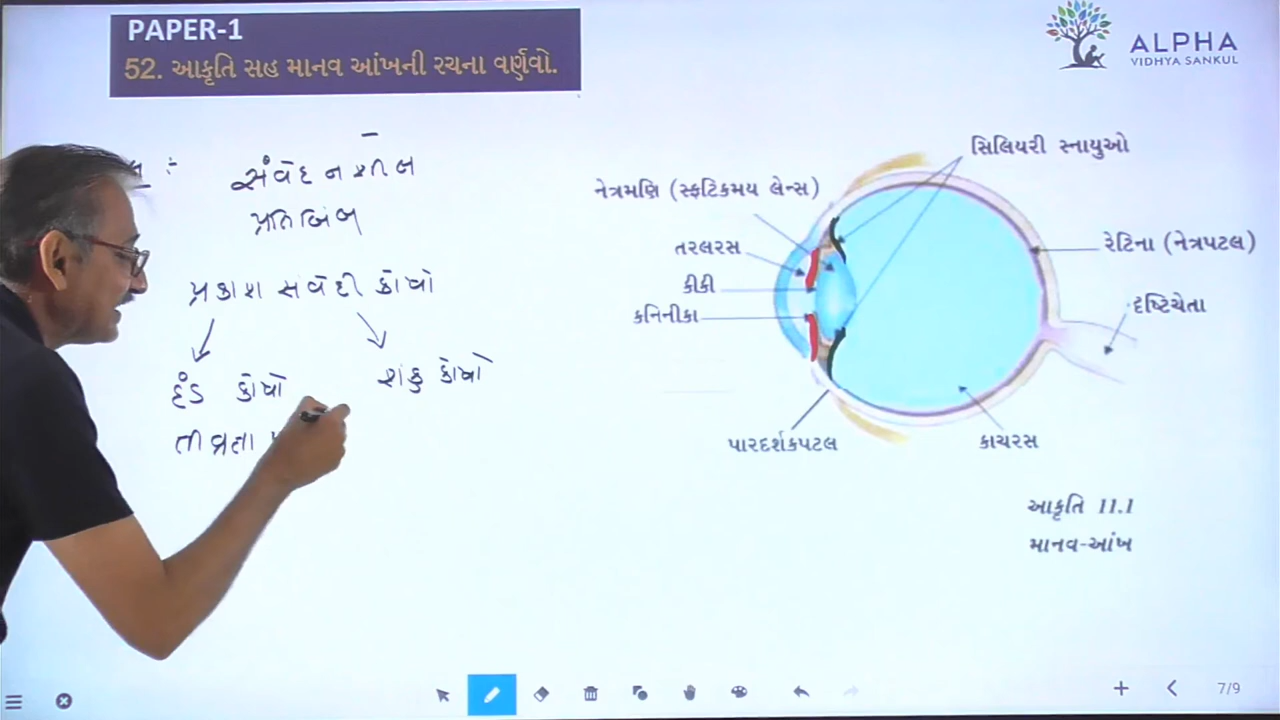 PAPER-1
52. આકૃતિ સહ માનવ આંખની રચના વર્ણવો.
ALPHA
VIDHYA SANKUL
સંવેદનશીલ
પ્રતિબિંબ
પ્રકાશ સંવેદી કોષો
દંડ કોષો
શંકુ કોષો
તીવ્રતા
સિલિયરી સ્નાયુઓ
નેત્રમણિ (સ્ફટિકમય લેન્સ)
તરલરસ
કીકી
કનિનીકા
રેટિના (નેત્રપટલ)
દૃષ્ટિચેતા
પારદર્શકપટલ
કાચરસ
આકૃતિ 11.1
માનવ-આંખ
7/9